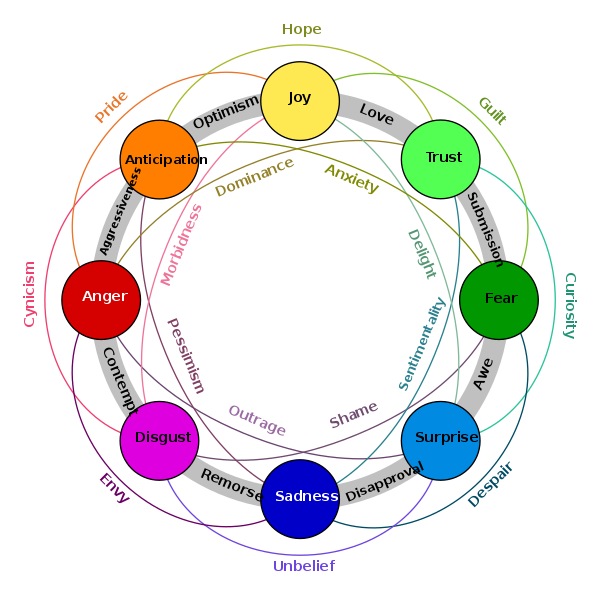 Hope
Pride
Guilt
Joy
Optimism
Love
Anticipation
Trust
Dominance
Anxiety
Aggressiveness
Submission
Morbidness
Delight
Cynicism
Anger
Fear
Curiosity
Pessimism
Sentimentality
Contempt
Awe
Outrage
Shame
Disgust
Surprise
Envy
Remorse
Sadness
Disapproval
Despair
Unbelief